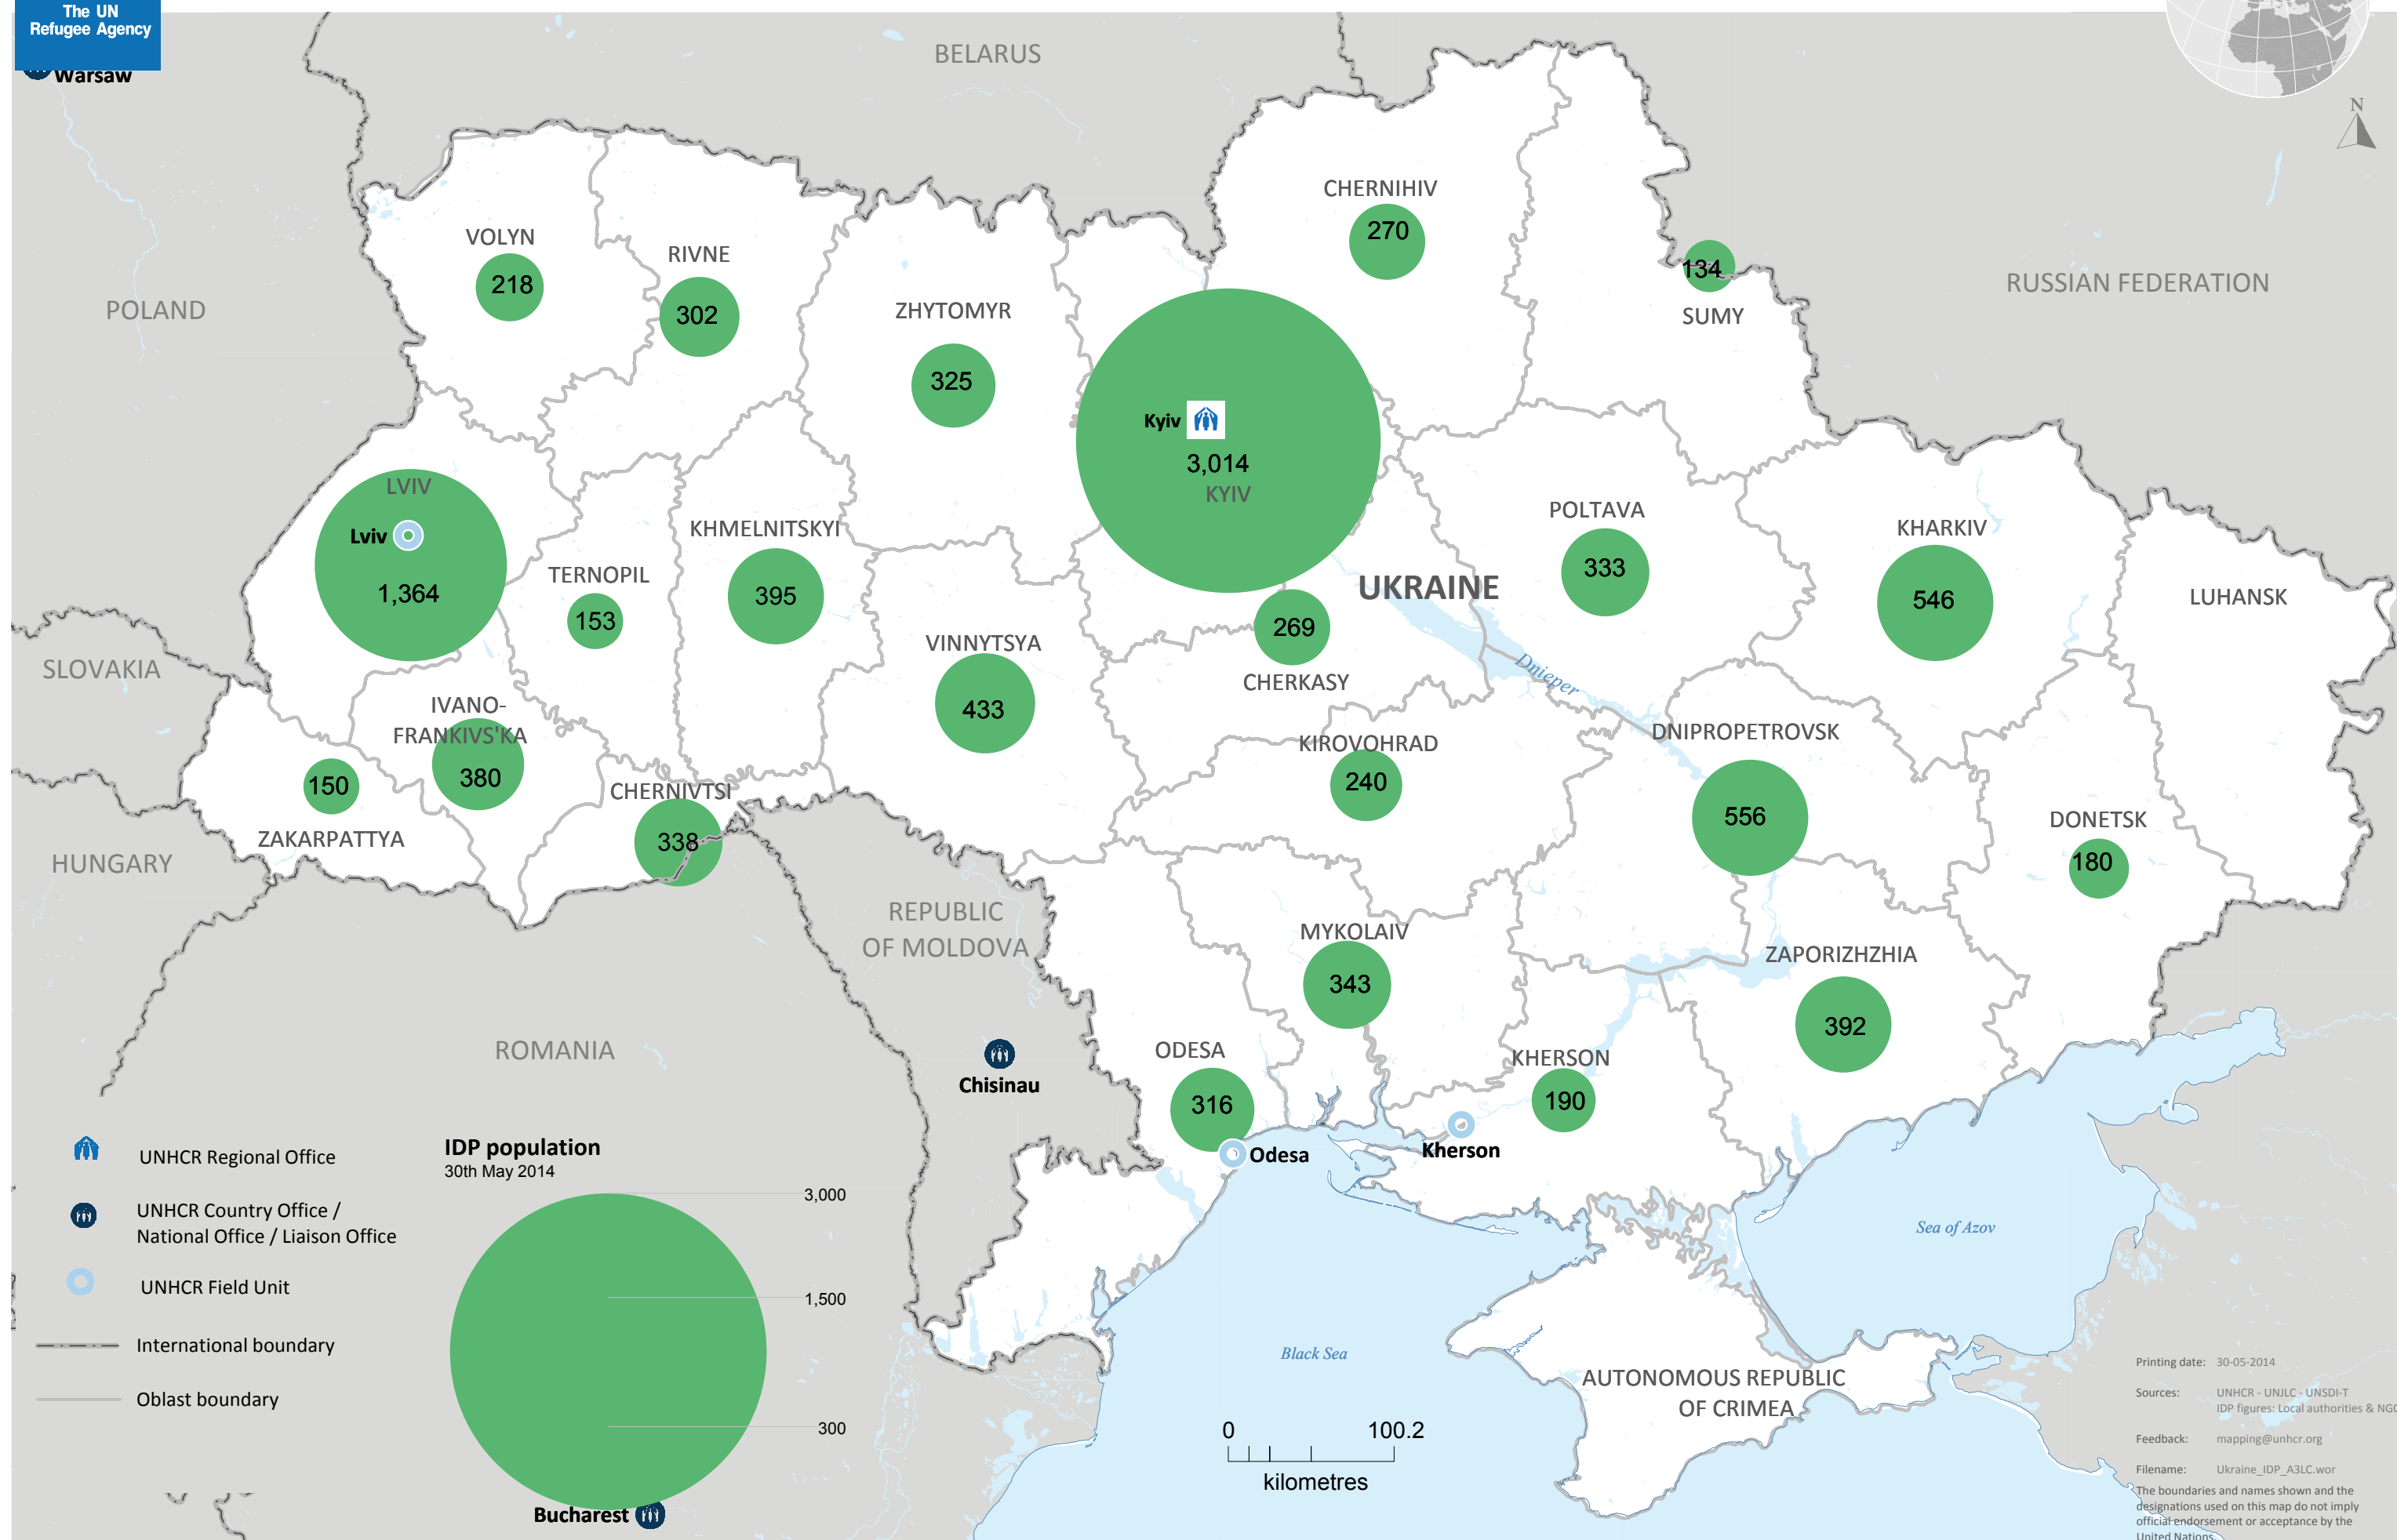 The UN
Refugee Agency
Warsaw
BELARUS
N
CHERNIHIV
270
VOLYN
218
RIVNE
302
134
SUMY
RUSSIAN FEDERATION
POLAND
ZHYTOMYR
325
Kyiv
3,014
KYIV
LVIV
Lviv
1,364
KHMELNITSKYI
395
TERNOPIL
153
POLTAVA
333
KHARKIV
546
LUHANSK
UKRAINE
269
CHERKASY
VINNYTSYA
433
SLOVAKIA
IVANO-
FRANKIVS'KA
380
Dnieper
KIROVOHRAD
240
DNIPROPETROVSK
556
150
ZAKARPATTYA
CHERNIVTSI
338
DONETSK
180
HUNGARY
REPUBLIC
OF MOLDOVA
MYKOLAIV
343
ZAPORIZHZHIA
392
ROMANIA
Chisinau
ODESA
316
Odesa
KHERSON
190
Kherson
UNHCR Regional Office
UNHCR Country Office /
National Office / Liaison Office
UNHCR Field Unit
International boundary
Oblast boundary
IDP population
30th May 2014
3,000
1,500
300
Bucharest
Sea of Azov
Black Sea
AUTONOMOUS REPUBLIC
OF CRIMEA
0 100.2
kilometres
Printing date: 30-05-2014
Sources: UNHCR - UNJLC - UNSDI-T
IDP figures: Local authorities & NGO
Feedback: mapping@unhcr.org
Filename: Ukraine_IDP_A3LC.wor
The boundaries and names shown and the
designations used on this map do not imply
official endorsement or acceptance by the
United Nations.